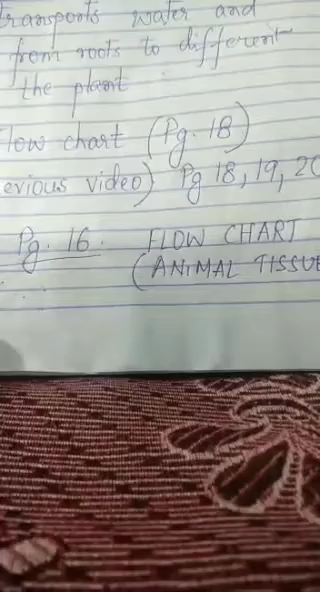 transports water and
from roots to different
the plant
Flow chart (Pg. 18)
evious video) Pg 18, 19, 20
Pg. 16. FLOW CHART
(ANIMAL TISSUE